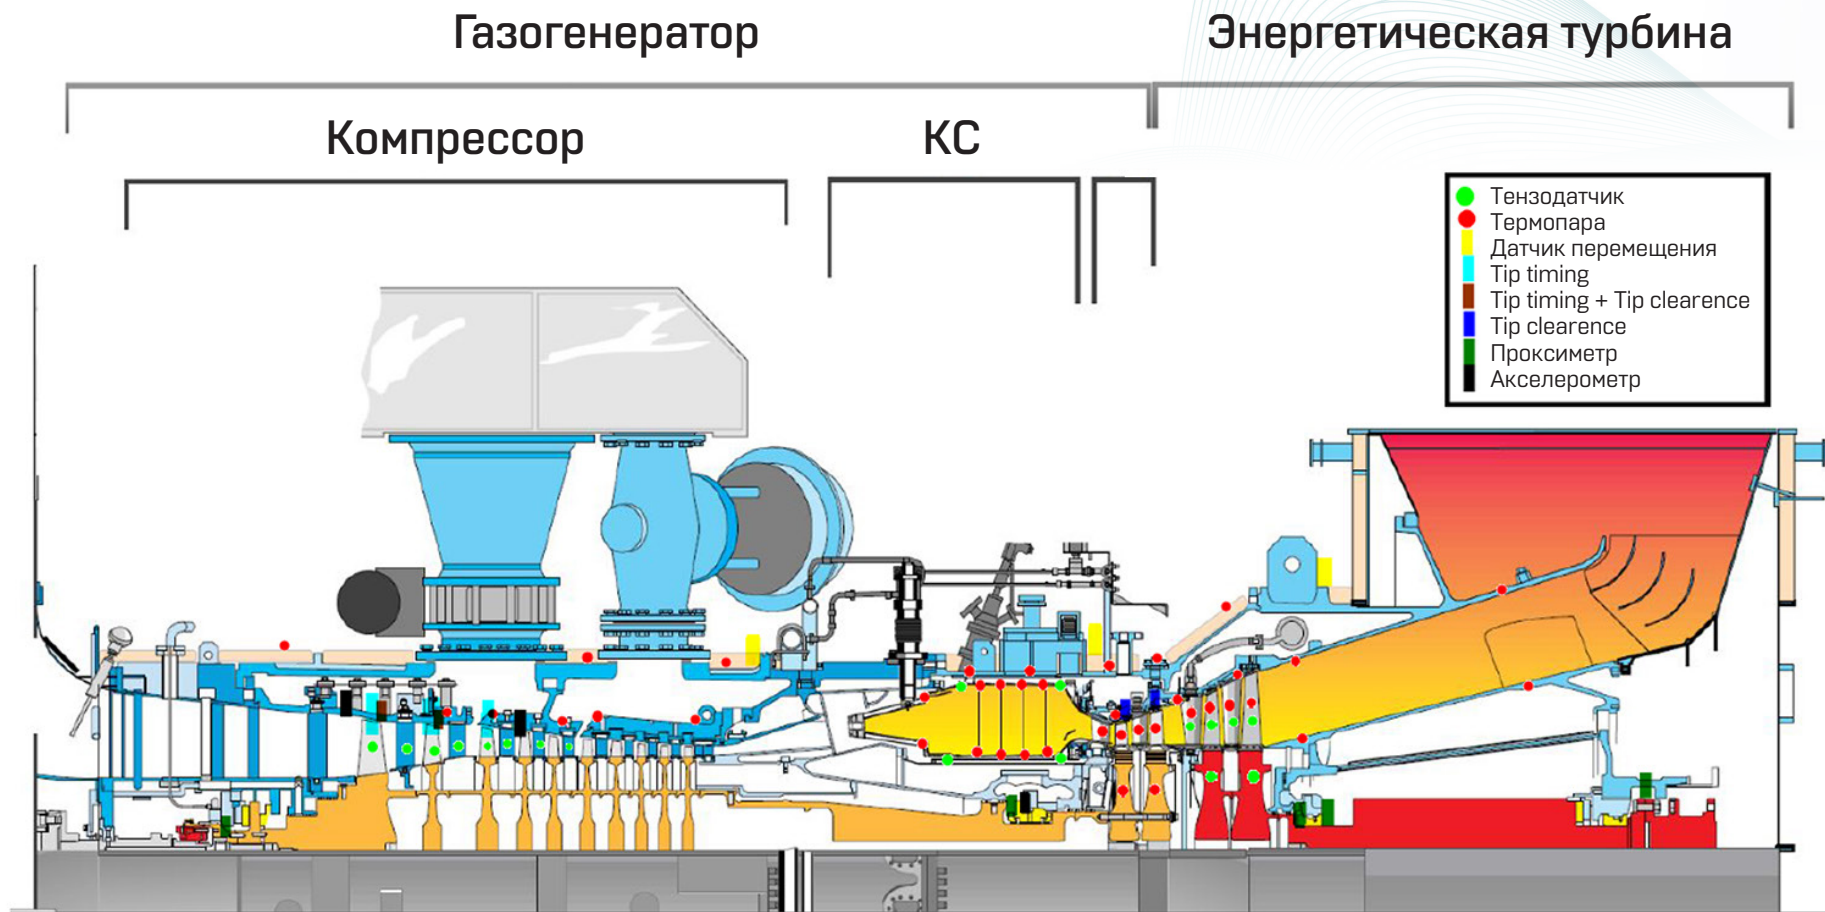 Газогенератор
Энергетическая турбина
Компрессор
КС
Тензодатчик
Термопара
Датчик перемещения
Tip timing
Tip timing + Tip clearence
Tip clearence
Проксиметр
Акселерометр